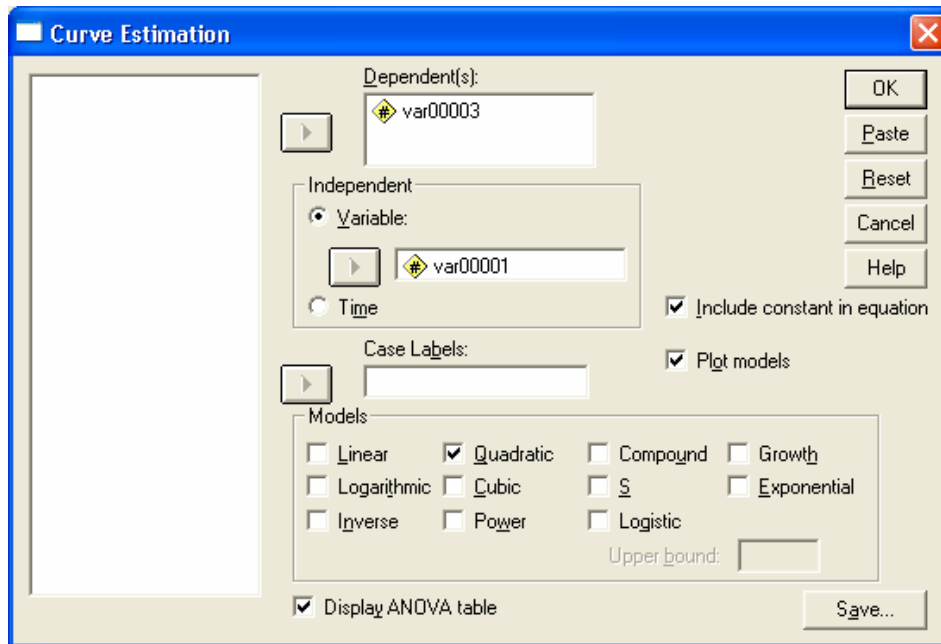 Curve Estimation
Dependent(s):
var00003
Independent
Variable:
var00001
Time
Case Labels:
OK
Paste
Reset
Cancel
Help
Include constant in equation
Plot models
Models
Linear Quadratic Compound Growth
Logarithmic Cubic S Exponential
Inverse Power Logistic
Upper bound:
Display ANOVA table
Save...